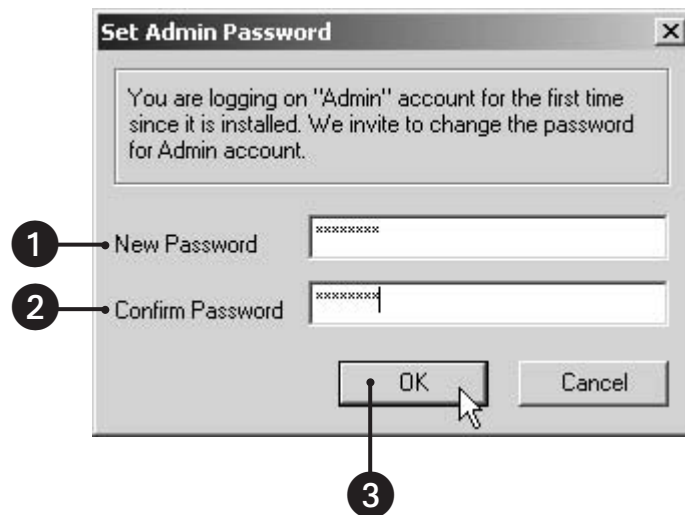 Set Admin Password
You are logging on "Admin" account for the first time
since it is installed. We invite to change the password
for Admin account.
1 New Password ********
2 Confirm Password ********
OK Cancel
3